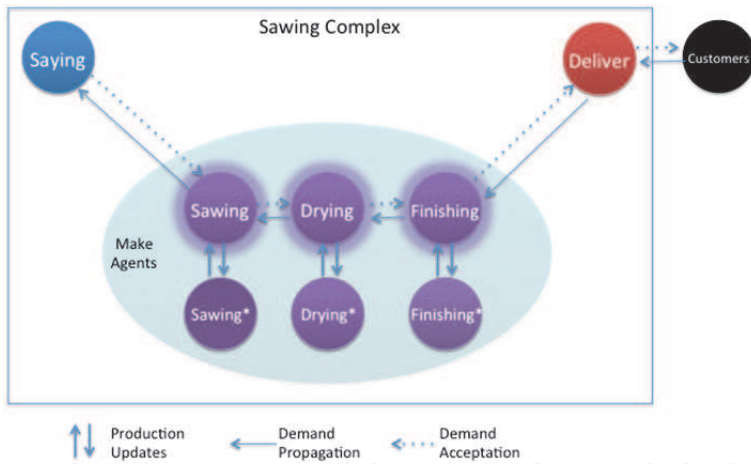 Sawing Complex
Saying
Deliver
Customers
Sawing
Drying
Finishing
Make
Agents
Sawing*
Drying*
Finishing*
Production
Updates
Demand
Propagation
Demand
Acceptation